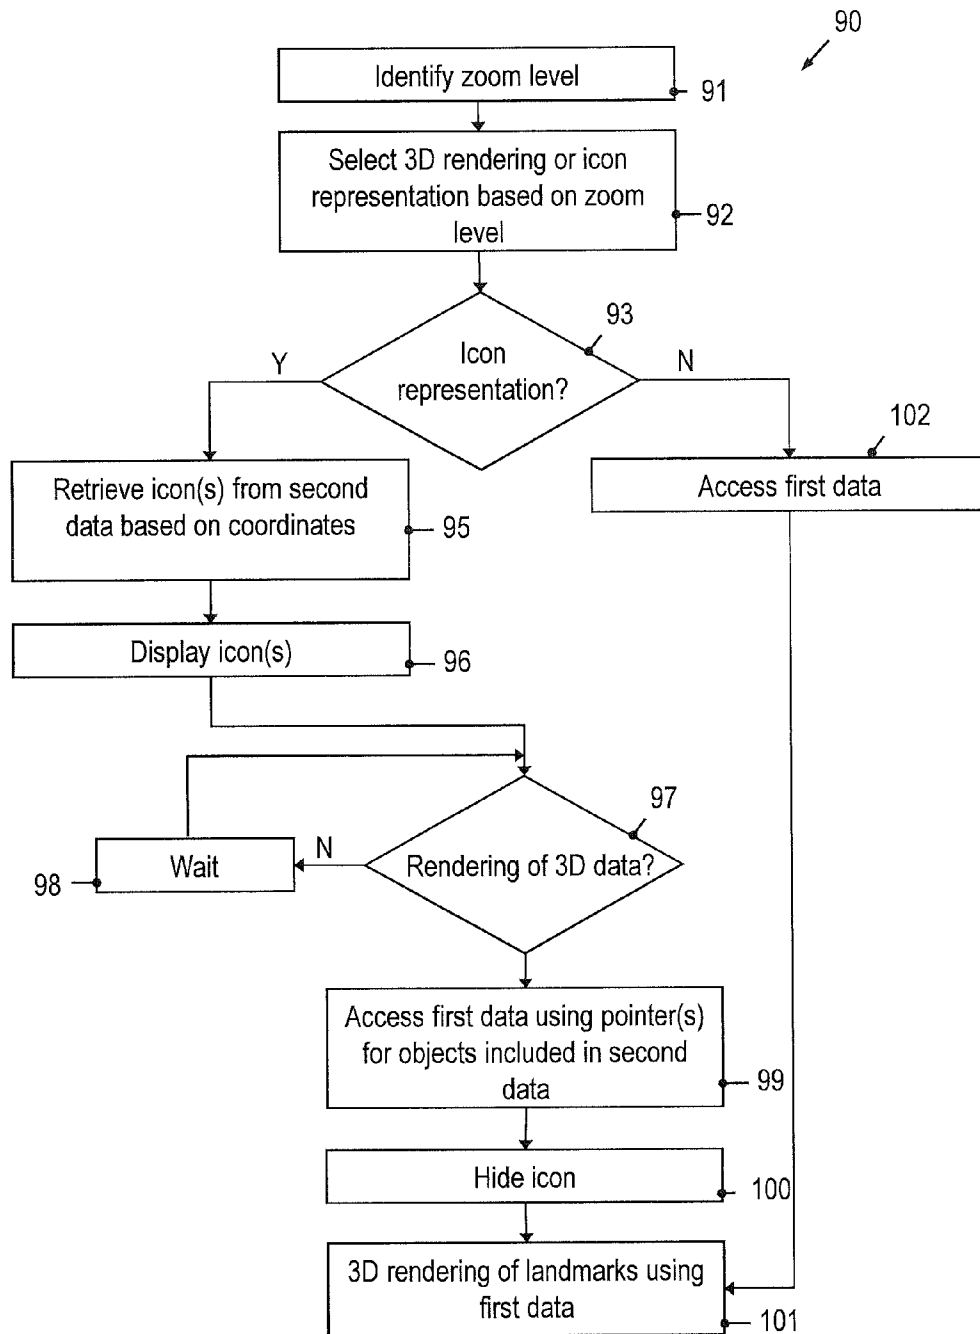 90
Identify zoom level
91
Select 3D rendering or icon
representation based on zoom
level
92
93
Icon
representation?
Y
N
102
Retrieve icon(s) from second
data based on coordinates
95
Access first data
Display icon(s)
96
97
Rendering of 3D data?
N
Wait
98
Access first data using pointer(s)
for objects included in second
data
99
Hide icon
100
3D rendering of landmarks using
first data
101